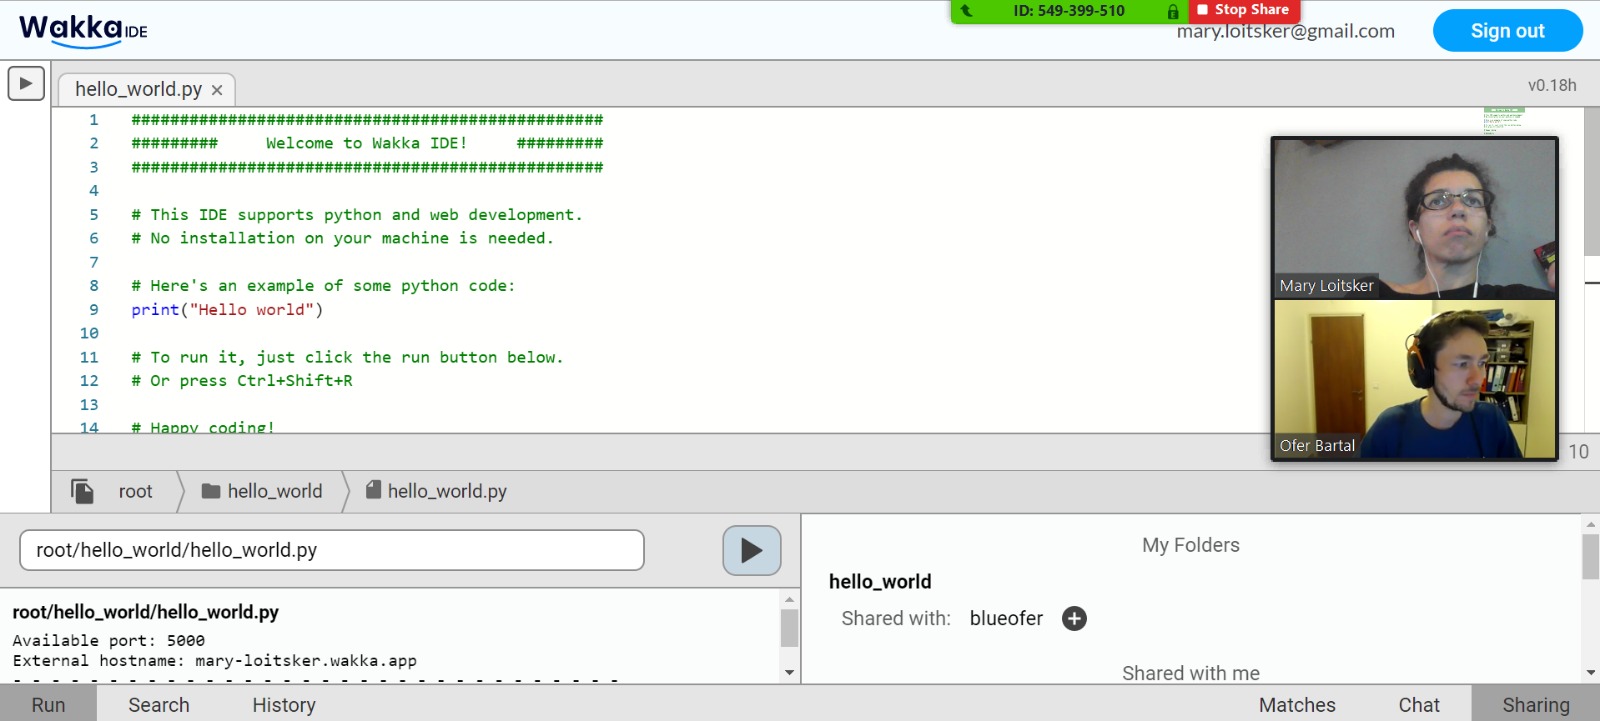 Wakka IDE
ID: 549-399-510
Stop Share
mary.loitsker@gmail.com
Sign out
hello_world.py
v0.18h
1 #################################################
2 #########     Welcome to Wakka IDE!     #########
3 #################################################
4
5 # This IDE supports python and web development.
6 # No installation on your machine is needed.
7
8 # Here's an example of some python code:
9 print("Hello world")
10
11 # To run it, just click the run button below.
12 # Or press Ctrl+Shift+R
13
14 # Happy coding!
Mary Loitsker
Ofer Bartal
10
root hello_world hello_world.py
root/hello_world/hello_world.py
root/hello_world/hello_world.py
Available port: 5000
External hostname: mary-loitsker.wakka.app
- - - - - - - - - - - - - - - - - - - - - - - - - - - - - - - -
My Folders
hello_world
Shared with: blueofer
Shared with me
Run Search History
Matches Chat Sharing